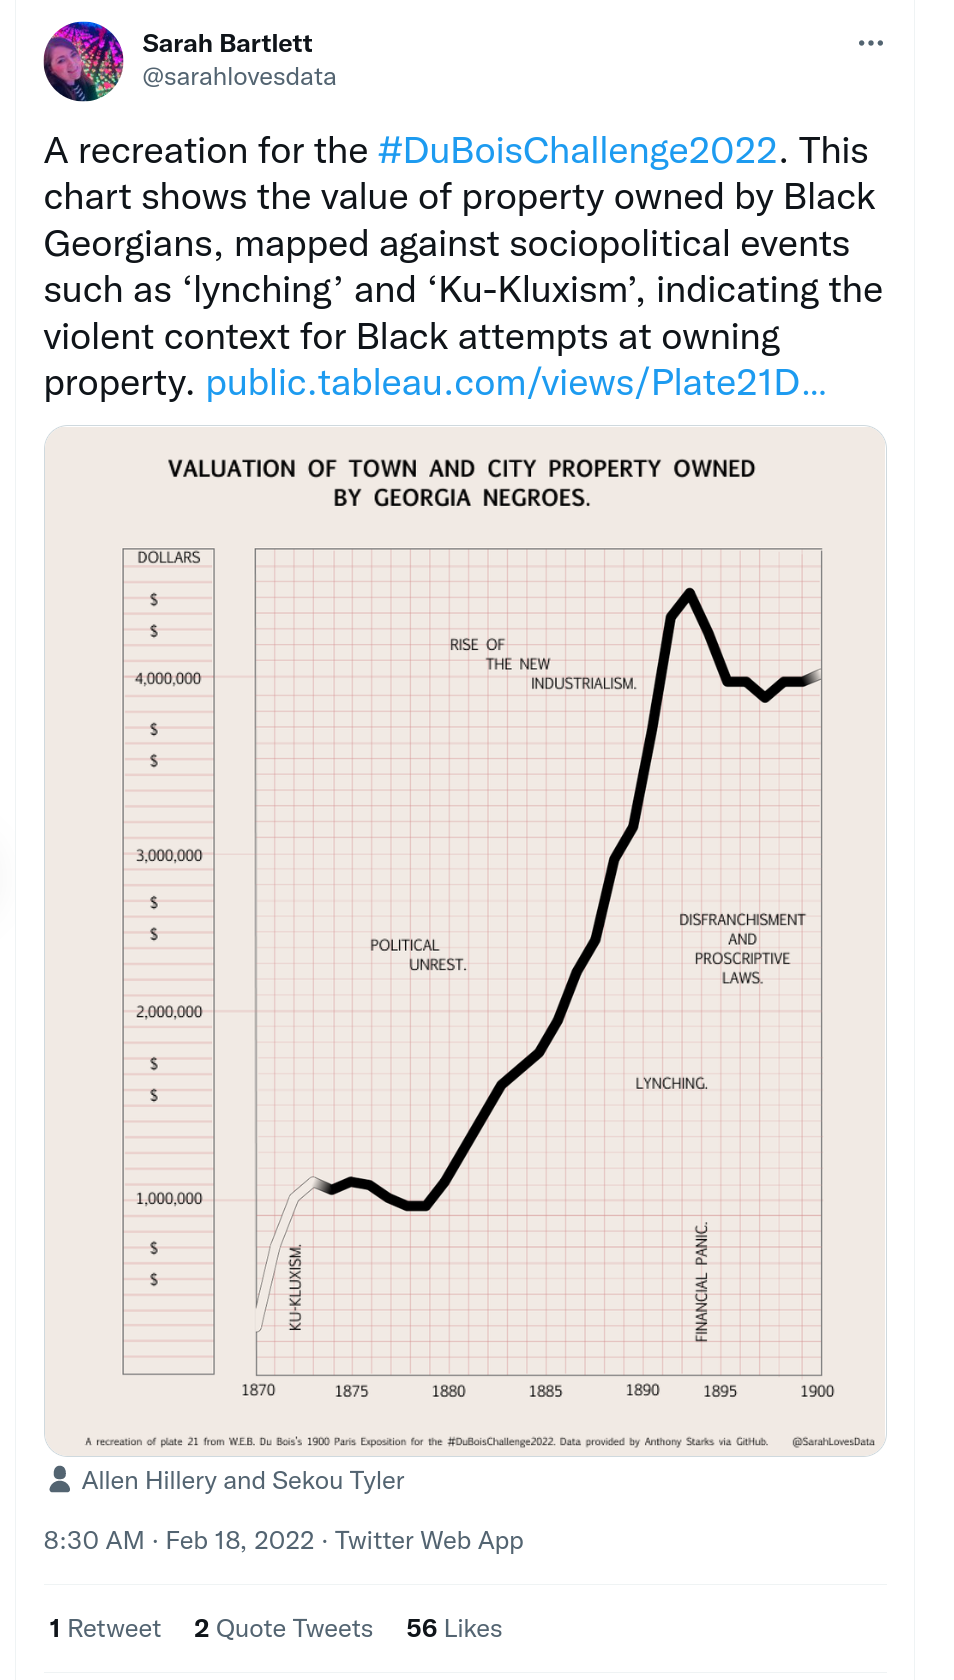 Sarah Bartlett
@sarahlovesdata
A recreation for the #DuBoisChallenge2022. This
chart shows the value of property owned by Black
Georgians, mapped against sociopolitical events
such as ‘lynching’ and ‘Ku-Kluxism’, indicating the
violent context for Black attempts at owning
property. public.tableau.com/views/Plate21D...
VALUATION OF TOWN AND CITY PROPERTY OWNED
BY GEORGIA NEGROES.
DOLLARS
$
$
4,000,000
$
$
3,000,000
$
$
2,000,000
$
$
1,000,000
$
$
RISE OF
THE NEW
INDUSTRIALISM.
POLITICAL
UNREST.
DISFRANCHISMENT
AND
PROSCRIPTIVE
LAWS.
LYNCHING.
KU-KLUXISM.
FINANCIAL PANIC.
1870 1875 1880 1885 1890 1895 1900
A recreation of plate 21 from W.E.B. Du Bois's 1900 Paris Exposition for the #DuBoisChallenge2022. Data provided by Anthony Starks via GitHub. @SarahLovesData
Allen Hillery and Sekou Tyler
8:30 AM · Feb 18, 2022 · Twitter Web App
1 Retweet 2 Quote Tweets 56 Likes